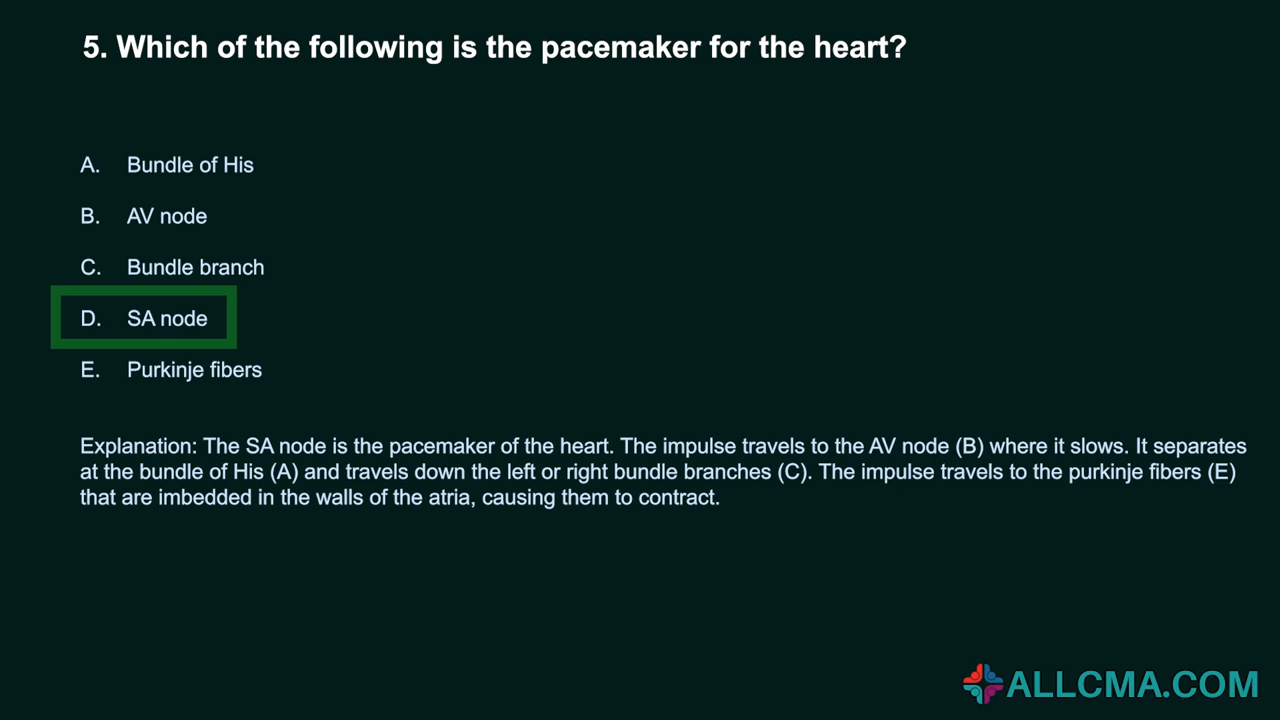 5. Which of the following is the pacemaker for the heart?
A. Bundle of His
B. AV node
C. Bundle branch
D. SA node
E. Purkinje fibers
Explanation: The SA node is the pacemaker of the heart. The impulse travels to the AV node (B) where it slows. It separates
at the bundle of His (A) and travels down the left or right bundle branches (C). The impulse travels to the purkinje fibers (E)
that are imbedded in the walls of the atria, causing them to contract.
ALLCMA.COM